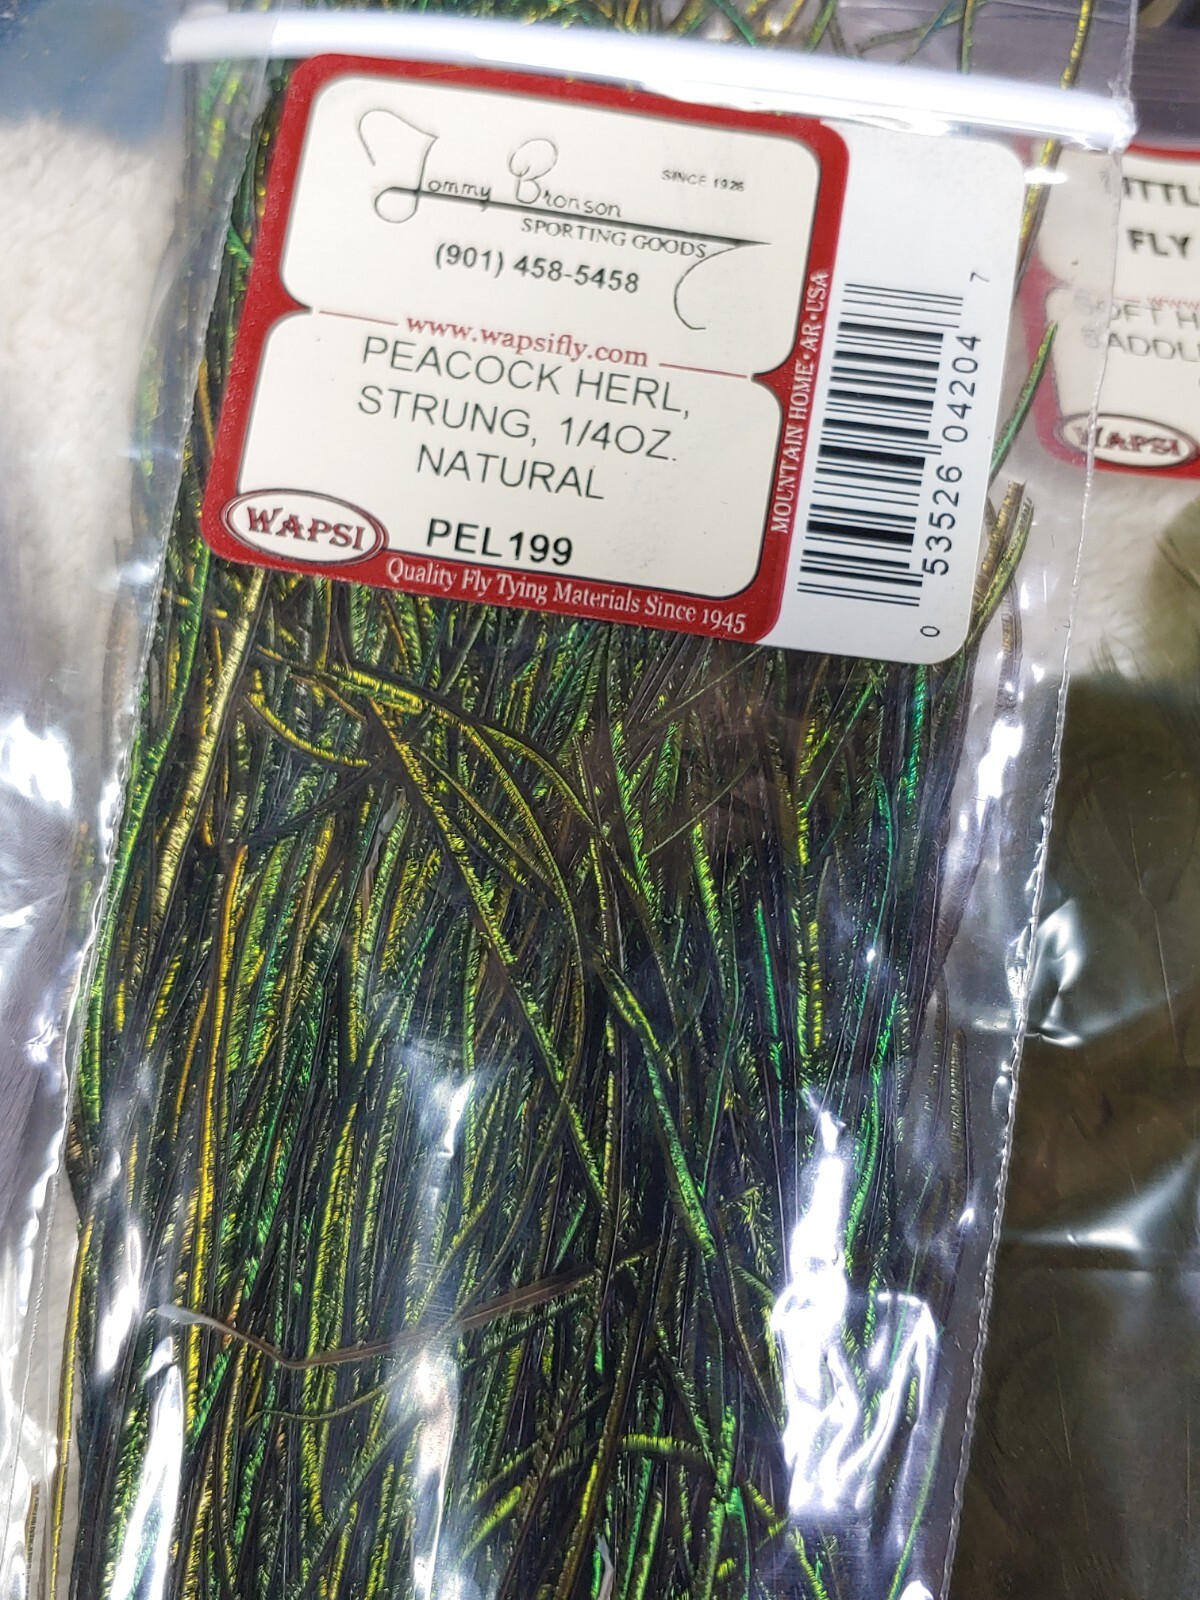 Tommy Bronson
SINCE 1926
SPORTING GOODS
(901) 458-5458
www.wapsifly.com
PEACOCK HERL,
STRUNG, 1/4OZ.
NATURAL
WAPSI
PEL199
Quality Fly Tying Materials Since 1945
MOUNTAIN HOME•AR•USA
0 53526 04204 7
FLY
WAPSI